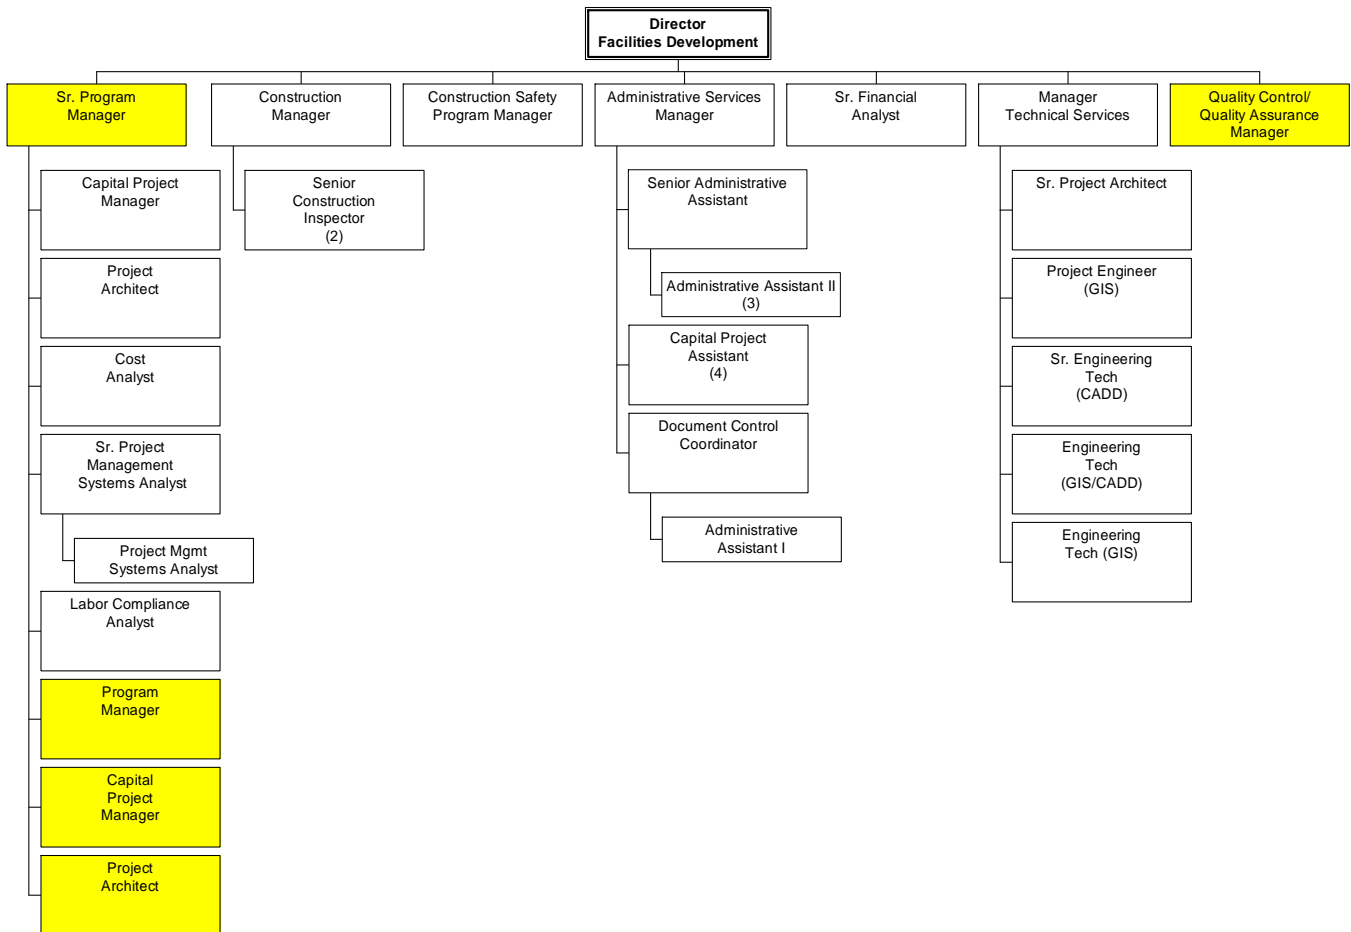 Director
Facilities Development
Sr. Program
Manager
Construction
Manager
Construction Safety
Program Manager
Administrative Services
Manager
Sr. Financial
Analyst
Manager
Technical Services
Quality Control/
Quality Assurance
Manager
Capital Project
Manager
Project
Architect
Cost
Analyst
Sr. Project
Management
Systems Analyst
Project Mgmt
Systems Analyst
Labor Compliance
Analyst
Program
Manager
Capital
Project
Manager
Project
Architect
Senior
Construction
Inspector
(2)
Senior Administrative
Assistant
Administrative Assistant II
(3)
Capital Project
Assistant
(4)
Document Control
Coordinator
Administrative
Assistant I
Sr. Project Architect
Project Engineer
(GIS)
Sr. Engineering
Tech
(CADD)
Engineering
Tech
(GIS/CADD)
Engineering
Tech (GIS)